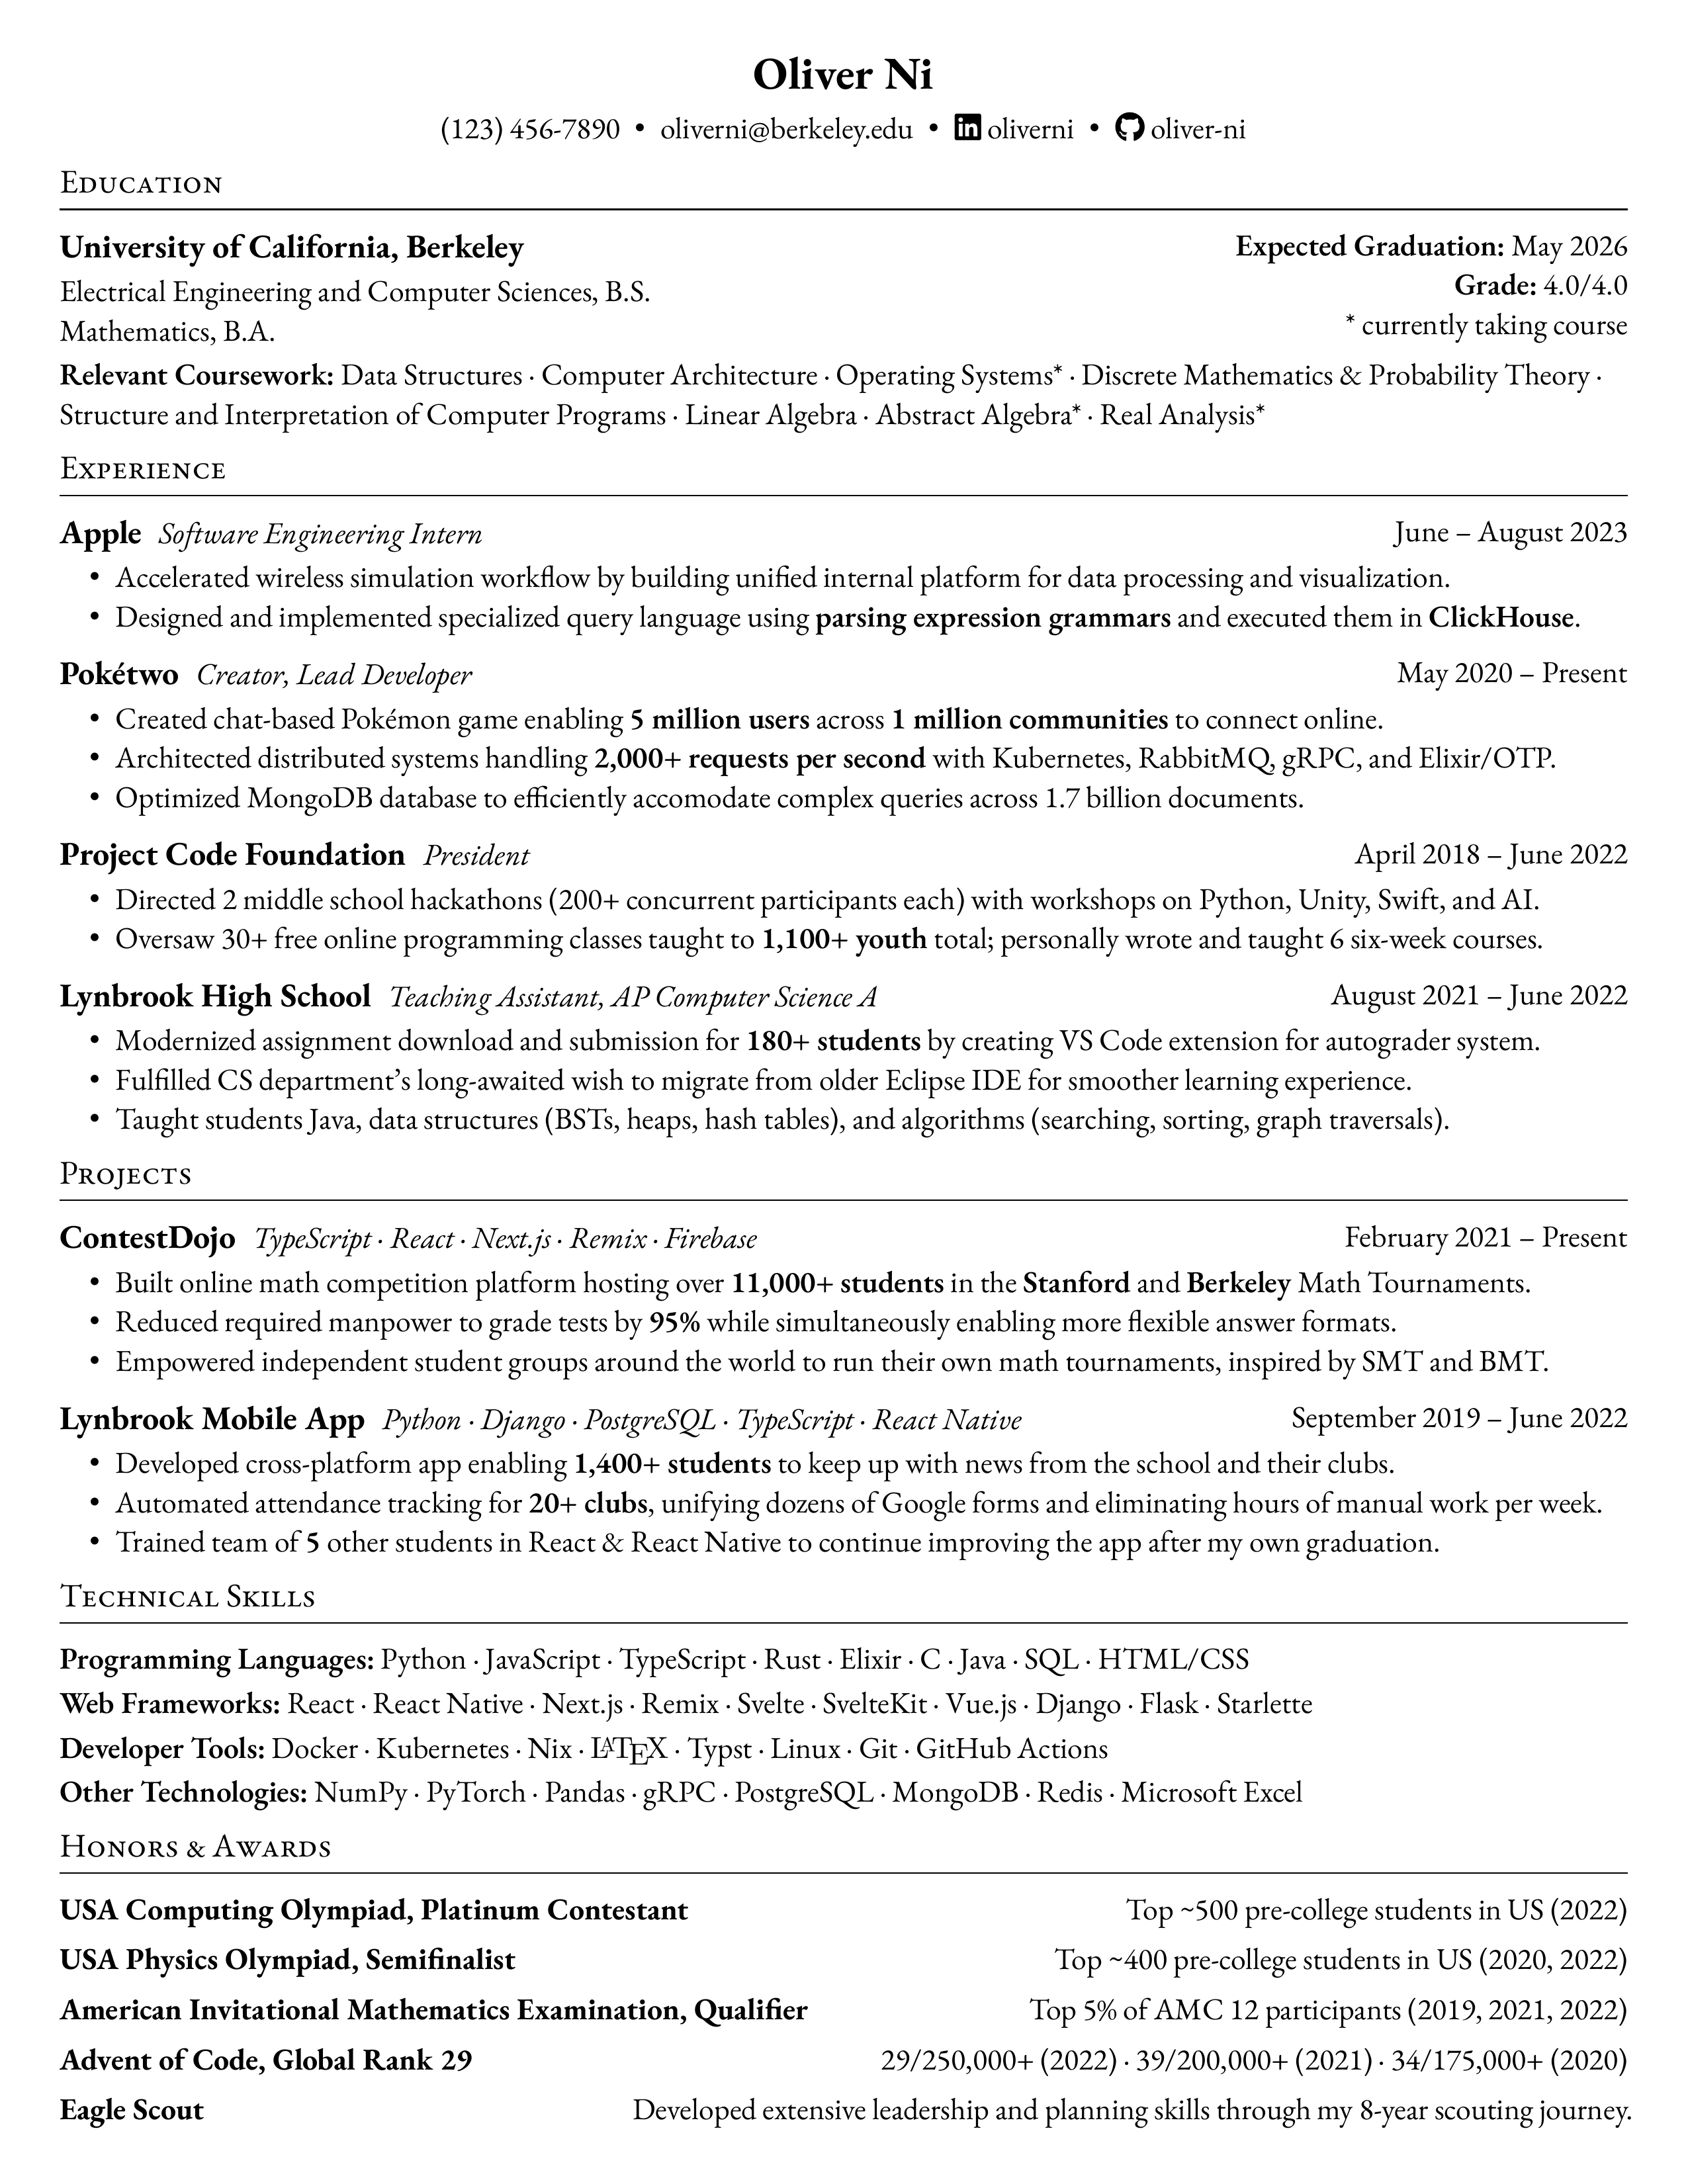 Oliver Ni
(123) 456-7890 • oliverni@berkeley.edu • oliverni • oliver-ni
Education
University of California, Berkeley Expected Graduation: May 2026
Electrical Engineering and Computer Sciences, B.S. Grade: 4.0/4.0
Mathematics, B.A. * currently taking course
Relevant Coursework: Data Structures · Computer Architecture · Operating Systems* · Discrete Mathematics & Probability Theory ·
Structure and Interpretation of Computer Programs · Linear Algebra · Abstract Algebra* · Real Analysis*
Experience
Apple Software Engineering Intern June – August 2023
• Accelerated wireless simulation workflow by building unified internal platform for data processing and visualization.
• Designed and implemented specialized query language using parsing expression grammars and executed them in ClickHouse.
Pokétwo Creator, Lead Developer May 2020 – Present
• Created chat-based Pokémon game enabling 5 million users across 1 million communities to connect online.
• Architected distributed systems handling 2,000+ requests per second with Kubernetes, RabbitMQ, gRPC, and Elixir/OTP.
• Optimized MongoDB database to efficiently accomodate complex queries across 1.7 billion documents.
Project Code Foundation President April 2018 – June 2022
• Directed 2 middle school hackathons (200+ concurrent participants each) with workshops on Python, Unity, Swift, and AI.
• Oversaw 30+ free online programming classes taught to 1,100+ youth total; personally wrote and taught 6 six-week courses.
Lynbrook High School Teaching Assistant, AP Computer Science A August 2021 – June 2022
• Modernized assignment download and submission for 180+ students by creating VS Code extension for autograder system.
• Fulfilled CS department’s long-awaited wish to migrate from older Eclipse IDE for smoother learning experience.
• Taught students Java, data structures (BSTs, heaps, hash tables), and algorithms (searching, sorting, graph traversals).
Projects
ContestDojo TypeScript · React · Next.js · Remix · Firebase February 2021 – Present
• Built online math competition platform hosting over 11,000+ students in the Stanford and Berkeley Math Tournaments.
• Reduced required manpower to grade tests by 95% while simultaneously enabling more flexible answer formats.
• Empowered independent student groups around the world to run their own math tournaments, inspired by SMT and BMT.
Lynbrook Mobile App Python · Django · PostgreSQL · TypeScript · React Native September 2019 – June 2022
• Developed cross-platform app enabling 1,400+ students to keep up with news from the school and their clubs.
• Automated attendance tracking for 20+ clubs, unifying dozens of Google forms and eliminating hours of manual work per week.
• Trained team of 5 other students in React & React Native to continue improving the app after my own graduation.
Technical Skills
Programming Languages: Python · JavaScript · TypeScript · Rust · Elixir · C · Java · SQL · HTML/CSS
Web Frameworks: React · React Native · Next.js · Remix · Svelte · SvelteKit · Vue.js · Django · Flask · Starlette
Developer Tools: Docker · Kubernetes · Nix · LATEX · Typst · Linux · Git · GitHub Actions
Other Technologies: NumPy · PyTorch · Pandas · gRPC · PostgreSQL · MongoDB · Redis · Microsoft Excel
Honors & Awards
USA Computing Olympiad, Platinum Contestant Top ~500 pre-college students in US (2022)
USA Physics Olympiad, Semifinalist Top ~400 pre-college students in US (2020, 2022)
American Invitational Mathematics Examination, Qualifier Top 5% of AMC 12 participants (2019, 2021, 2022)
Advent of Code, Global Rank 29 29/250,000+ (2022) · 39/200,000+ (2021) · 34/175,000+ (2020)
Eagle Scout Developed extensive leadership and planning skills through my 8-year scouting journey.